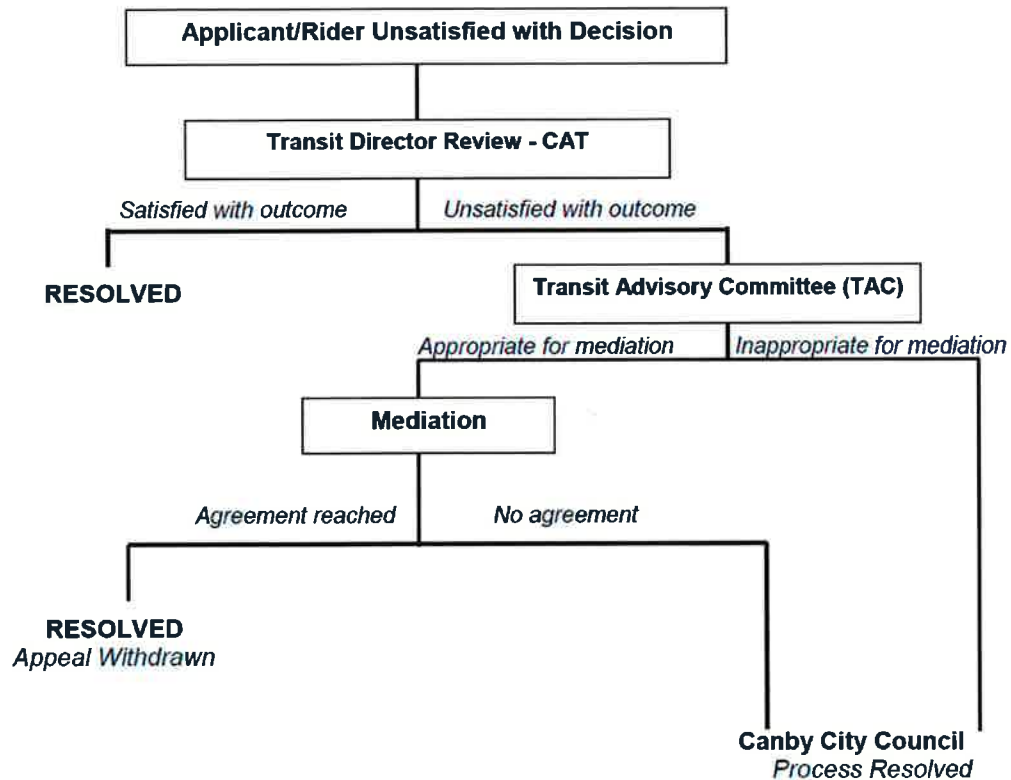 Applicant/Rider Unsatisfied with Decision
Transit Director Review - CAT
Satisfied with outcome
Unsatisfied with outcome
RESOLVED
Transit Advisory Committee (TAC)
Appropriate for mediation
Inappropriate for mediation
Mediation
Agreement reached
No agreement
RESOLVED
Appeal Withdrawn
Canby City Council
Process Resolved